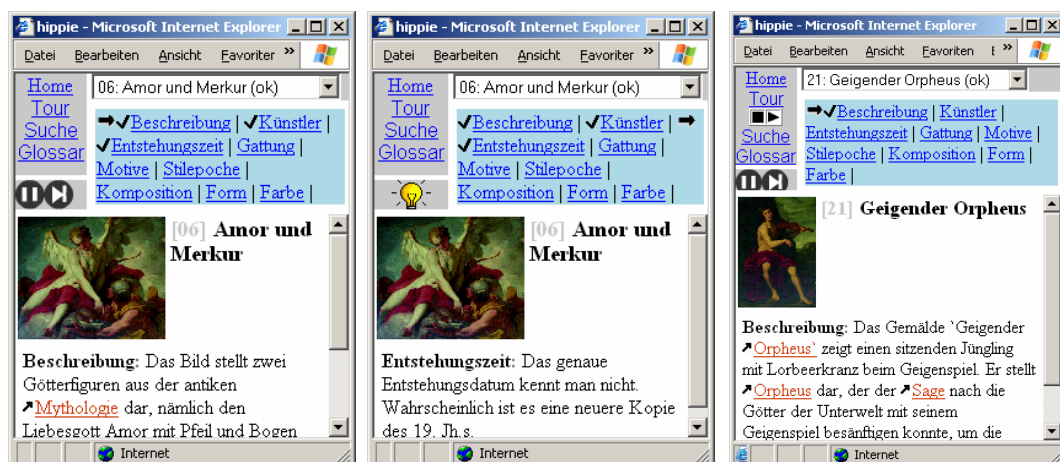 hippie - Microsoft Internet Explorer
Datei Bearbeiten Ansicht Favoriten »
Home
Tour
Suche
Glossar
06: Amor und Merkur (ok)
➞✔Beschreibung | ✔Künstler |
✔Entstehungszeit | Gattung |
Motive | Stilepoche |
Komposition | Form | Farbe |
[06] Amor und
Merkur
Beschreibung: Das Bild stellt zwei
Götterfiguren aus der antiken
↗Mythologie dar, nämlich den
Liebesgott Amor mit Pfeil und Bogen
Internet
hippie - Microsoft Internet Explorer
Datei Bearbeiten Ansicht Favoriten »
Home
Tour
Suche
Glossar
06: Amor und Merkur (ok)
✔Beschreibung | ✔Künstler | ➞
✔Entstehungszeit | Gattung |
Motive | Stilepoche |
Komposition | Form | Farbe |
[06] Amor und
Merkur
Entstehungszeit: Das genaue
Entstehungsdatum kennt man nicht.
Wahrscheinlich ist es eine neuere Kopie
des 19. Jh.s.
Internet
hippie - Microsoft Internet Explorer
Datei Bearbeiten Ansicht Favoriten E »
Home
Tour
Suche
Glossar
21: Geigender Orpheus (ok)
➞✔Beschreibung | Künstler |
Entstehungszeit | Gattung | Motive |
Stilepoche | Komposition | Form |
Farbe |
[21] Geigender Orpheus
Beschreibung: Das Gemälde `Geigender
↗Orpheus` zeigt einen sitzenden Jüngling
mit Lorbeerkranz beim Geigenspiel. Er stellt
↗Orpheus dar, der der ↗Sage nach die
Götter der Unterwelt mit seinem
Geigenspiel besänftigen konnte, um die
Internet